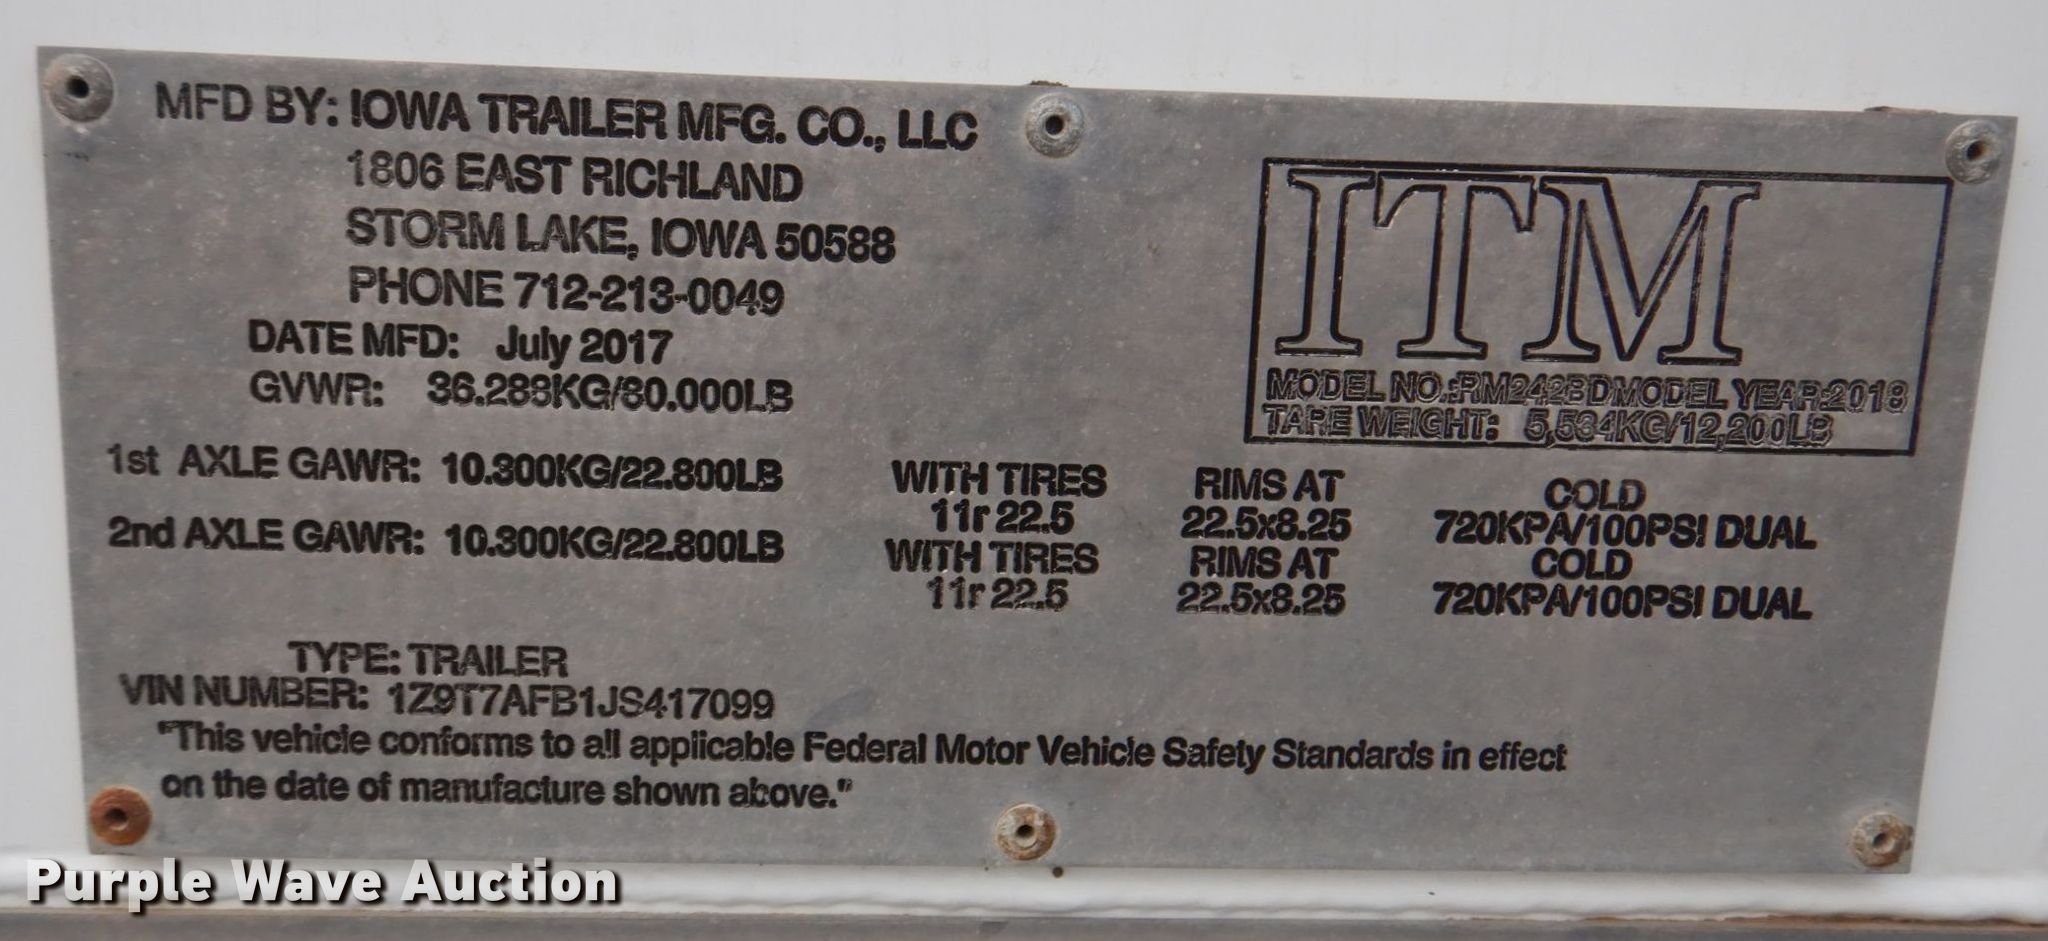 MFD BY: IOWA TRAILER MFG. CO., LLC
1806 EAST RICHLAND
STORM LAKE, IOWA 50588
PHONE 712-213-0049
DATE MFD: July 2017
GVWR: 36.288KG/80.000LB
ITM
MODEL NO.:RM242BD MODEL YEAR:2018
TARE WEIGHT: 5,534KG/12,200LB
1st AXLE GAWR: 10.300KG/22.800LB WITH TIRES RIMS AT COLD
11r 22.5 22.5x8.25 720KPA/100PSI DUAL
2nd AXLE GAWR: 10.300KG/22.800LB WITH TIRES RIMS AT COLD
11r 22.5 22.5x8.25 720KPA/100PSI DUAL
TYPE: TRAILER
VIN NUMBER: 1Z9T7AFB1JS417099
"This vehicle conforms to all applicable Federal Motor Vehicle Safety Standards in effect
on the date of manufacture shown above."
Purple Wave Auction